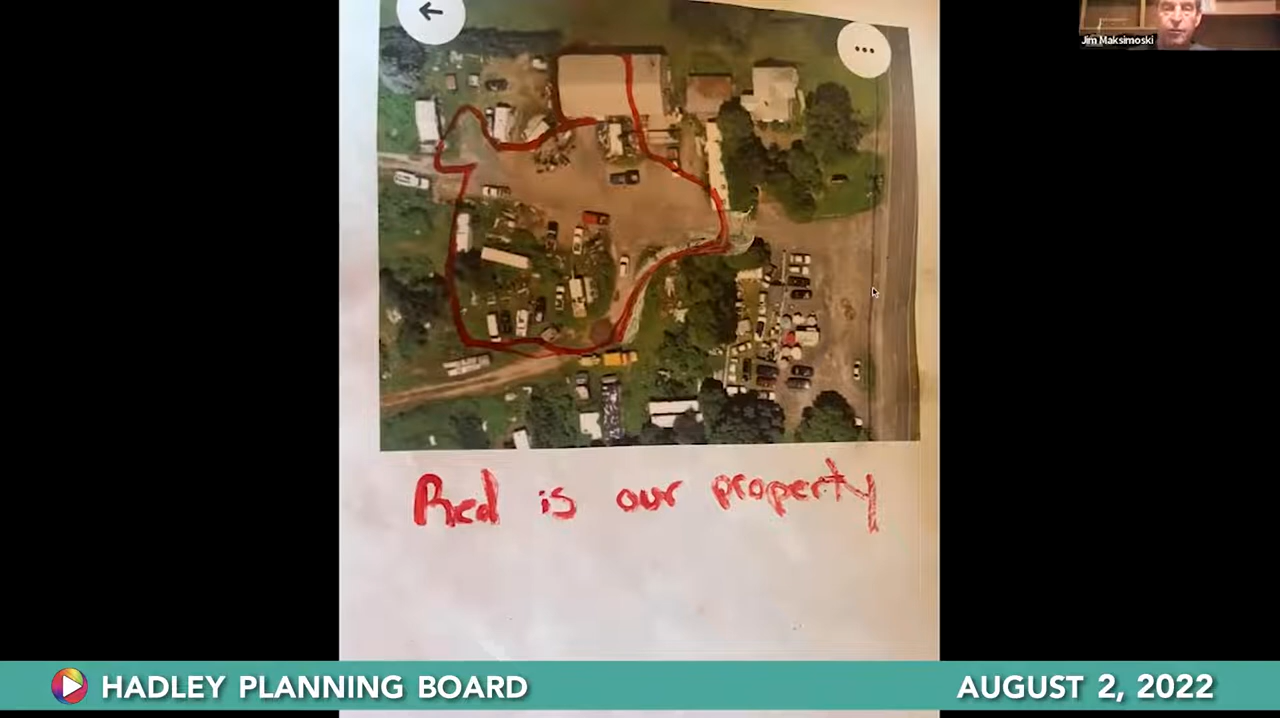 Jim Maksimoski
Red is our property
HADLEY PLANNING BOARD
AUGUST 2, 2022